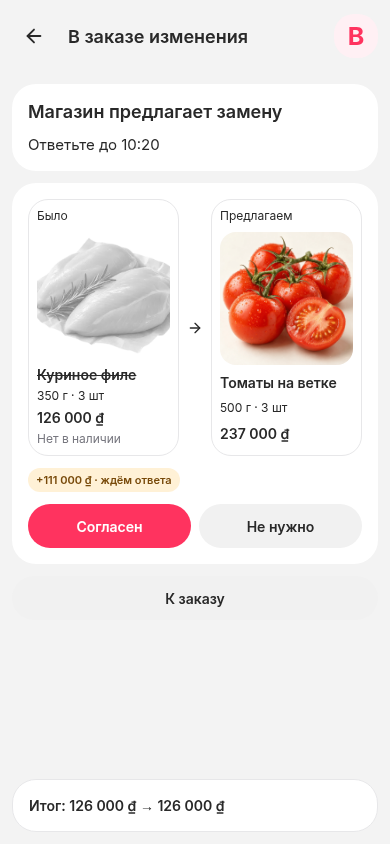 В заказе изменения
B
Магазин предлагает замену
Ответьте до 10:20
Было
Куриное филе
350 г · 3 шт
126 000 ₫
Нет в наличии
Предлагаем
Томаты на ветке
500 г · 3 шт
237 000 ₫
+111 000 ₫ · ждём ответа
Согласен
Не нужно
К заказу
Итог: 126 000 ₫ → 126 000 ₫